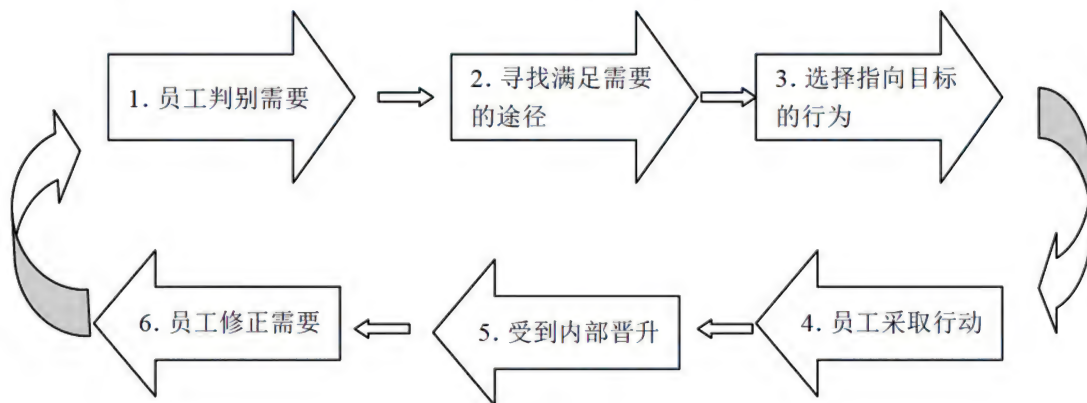 1. 员工判别需要
2. 寻找满足需要
的途径
3. 选择指向目标
的行为
4. 员工采取行动
5. 受到内部晋升
6. 员工修正需要